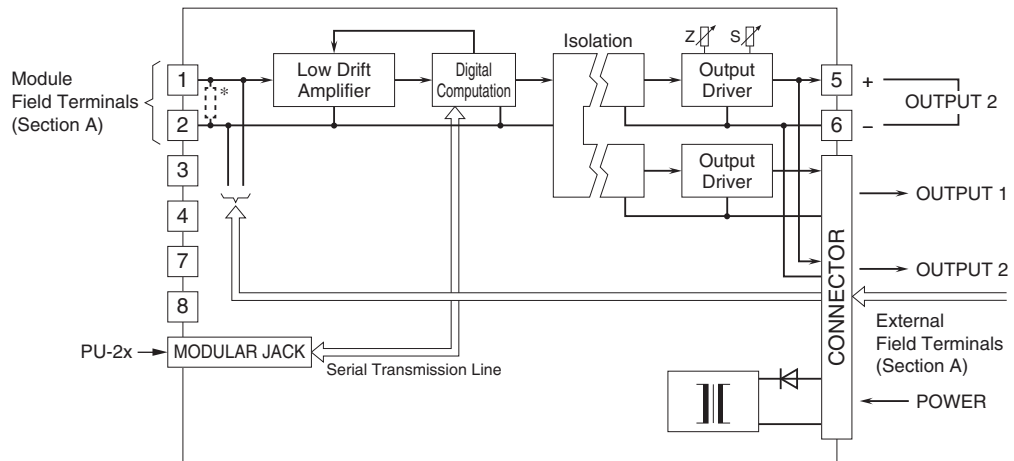 Module
Field Terminals
(Section A)
1
2
3
4
7
8
*
Low Drift
Amplifier
Digital
Computation
Isolation
Z
S
Output
Driver
Output
Driver
5
+
6
–
OUTPUT 2
OUTPUT 1
OUTPUT 2
CONNECTOR
External
Field Terminals
(Section A)
POWER
PU-2x
MODULAR JACK
Serial Transmission Line